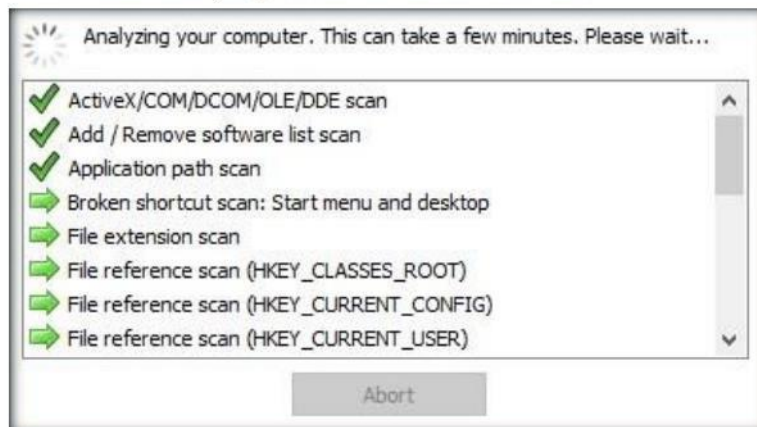 Analyzing your computer. This can take a few minutes. Please wait...
ActiveX/COM/DCOM/OLE/DDE scan
Add / Remove software list scan
Application path scan
Broken shortcut scan: Start menu and desktop
File extension scan
File reference scan (HKEY_CLASSES_ROOT)
File reference scan (HKEY_CURRENT_CONFIG)
File reference scan (HKEY_CURRENT_USER)
Abort